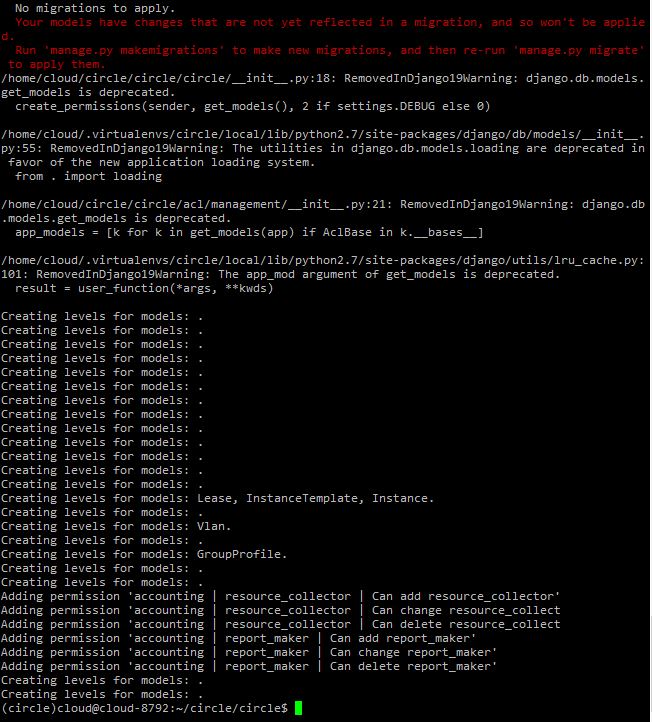 No migrations to apply.
  Your models have changes that are not yet reflected in a migration, and so won't be applie
d.
  Run 'manage.py makemigrations' to make new migrations, and then re-run 'manage.py migrate'
 to apply them.
/home/cloud/circle/circle/circle/__init__.py:18: RemovedInDjango19Warning: django.db.models.
get_models is deprecated.
  create_permissions(sender, get_models(), 2 if settings.DEBUG else 0)

/home/cloud/.virtualenvs/circle/local/lib/python2.7/site-packages/django/db/models/__init__.
py:55: RemovedInDjango19Warning: The utilities in django.db.models.loading are deprecated in
 favor of the new application loading system.
  from . import loading

/home/cloud/circle/circle/acl/management/__init__.py:21: RemovedInDjango19Warning: django.db
.models.get_models is deprecated.
  app_models = [k for k in get_models(app) if AclBase in k.__bases__]

/home/cloud/.virtualenvs/circle/local/lib/python2.7/site-packages/django/utils/lru_cache.py:
101: RemovedInDjango19Warning: The app_mod argument of get_models is deprecated.
  result = user_function(*args, **kwds)

Creating levels for models: .
Creating levels for models: .
Creating levels for models: .
Creating levels for models: .
Creating levels for models: .
Creating levels for models: .
Creating levels for models: .
Creating levels for models: .
Creating levels for models: .
Creating levels for models: .
Creating levels for models: .
Creating levels for models: .
Creating levels for models: .
Creating levels for models: Lease, InstanceTemplate, Instance.
Creating levels for models: .
Creating levels for models: Vlan.
Creating levels for models: .
Creating levels for models: GroupProfile.
Creating levels for models: .
Creating levels for models: .
Adding permission 'accounting | resource_collector | Can add resource_collector'
Adding permission 'accounting | resource_collector | Can change resource_collect
Adding permission 'accounting | resource_collector | Can delete resource_collect
Adding permission 'accounting | report_maker | Can add report_maker'
Adding permission 'accounting | report_maker | Can change report_maker'
Adding permission 'accounting | report_maker | Can delete report_maker'
Creating levels for models: .
Creating levels for models: .
(circle)cloud@cloud-8792:~/circle/circle$